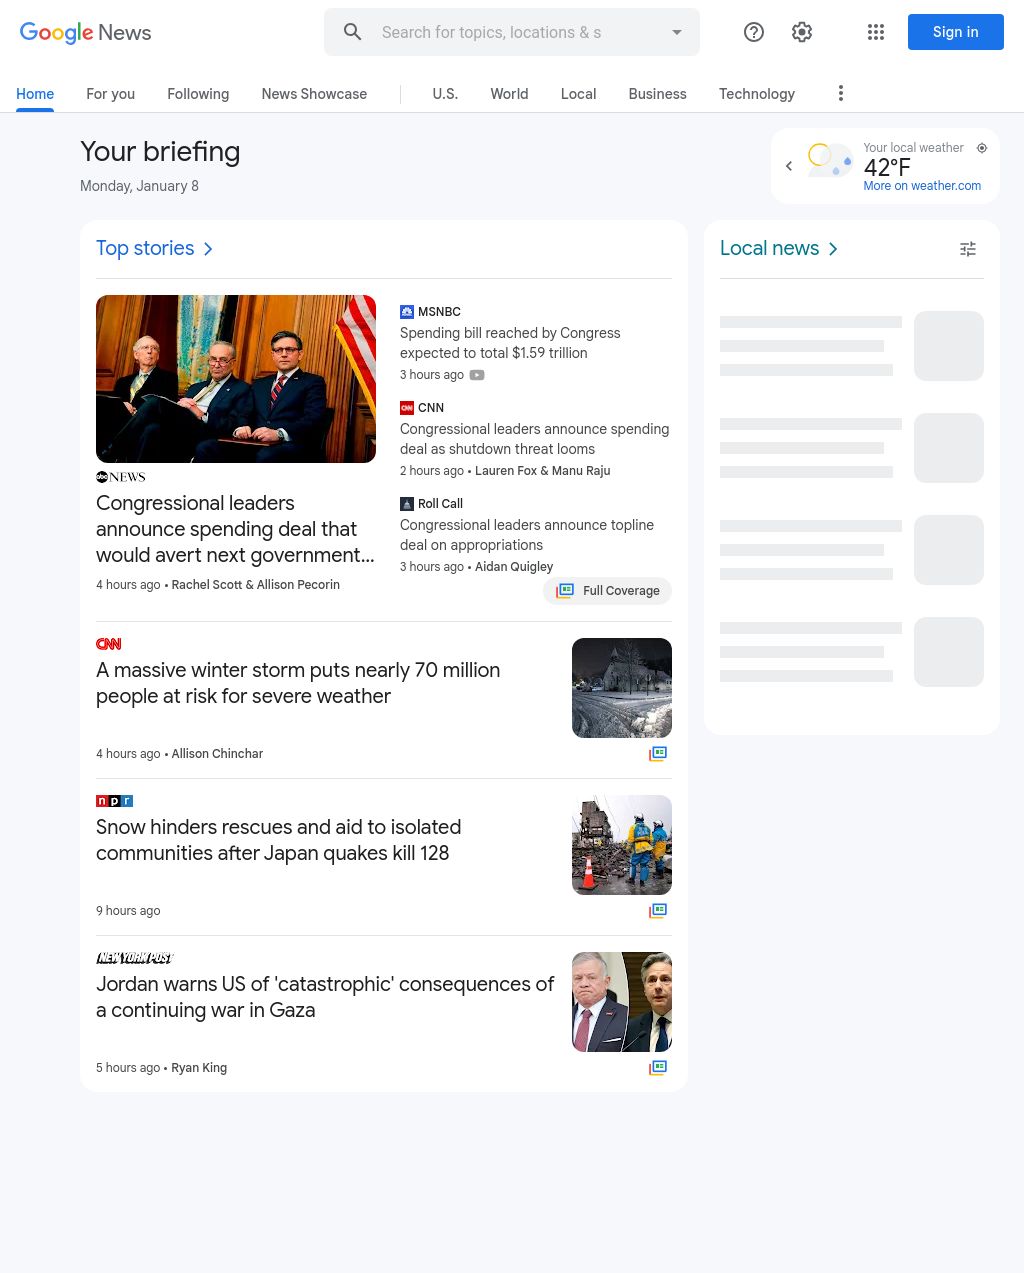 Google News
Search for topics, locations & s
Sign in
Home
For you
Following
News Showcase
U.S.
World
Local
Business
Technology
Your briefing
Monday, January 8
Your local weather
42°F
More on weather.com
Top stories
abc NEWS
Congressional leaders
announce spending deal that
would avert next government...
4 hours ago • Rachel Scott & Allison Pecorin
MSNBC
Spending bill reached by Congress
expected to total $1.59 trillion
3 hours ago
CNN
CNN
Congressional leaders announce spending
deal as shutdown threat looms
2 hours ago • Lauren Fox & Manu Raju
Roll Call
Congressional leaders announce topline
deal on appropriations
3 hours ago • Aidan Quigley
Full Coverage
CNN
A massive winter storm puts nearly 70 million
people at risk for severe weather
4 hours ago • Allison Chinchar
npr
Snow hinders rescues and aid to isolated
communities after Japan quakes kill 128
9 hours ago
NEW YORK POST
Jordan warns US of 'catastrophic' consequences of
a continuing war in Gaza
5 hours ago • Ryan King
Local news